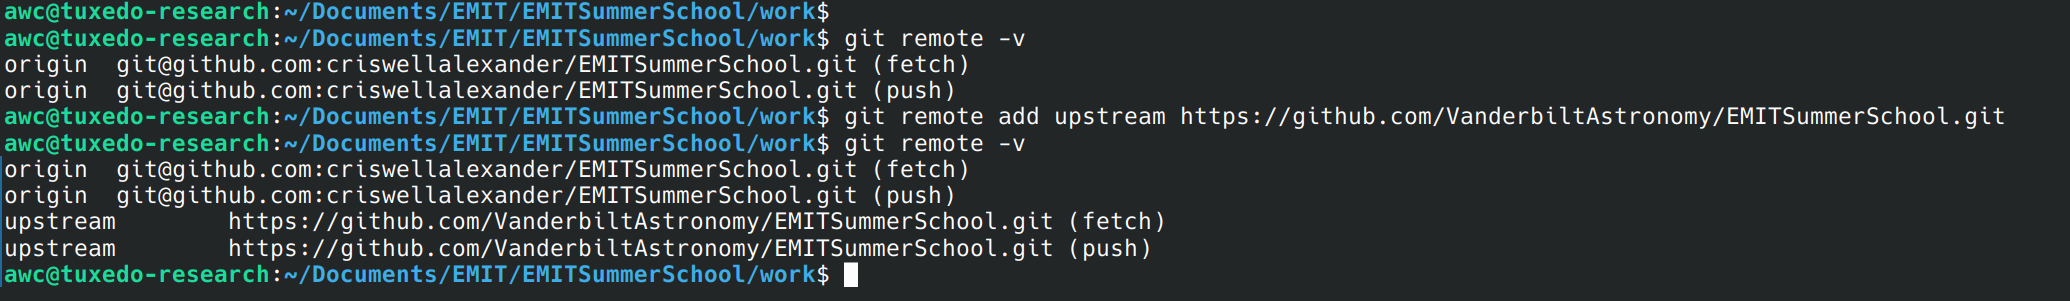 awc@tuxedo-research:~/Documents/EMIT/EMITSummerSchool/work$
awc@tuxedo-research:~/Documents/EMIT/EMITSummerSchool/work$ git remote -v
origin  git@github.com:criswellalexander/EMITSummerSchool.git (fetch)
origin  git@github.com:criswellalexander/EMITSummerSchool.git (push)
awc@tuxedo-research:~/Documents/EMIT/EMITSummerSchool/work$ git remote add upstream https://github.com/VanderbiltAstronomy/EMITSummerSchool.git
awc@tuxedo-research:~/Documents/EMIT/EMITSummerSchool/work$ git remote -v
origin  git@github.com:criswellalexander/EMITSummerSchool.git (fetch)
origin  git@github.com:criswellalexander/EMITSummerSchool.git (push)
upstream        https://github.com/VanderbiltAstronomy/EMITSummerSchool.git (fetch)
upstream        https://github.com/VanderbiltAstronomy/EMITSummerSchool.git (push)
awc@tuxedo-research:~/Documents/EMIT/EMITSummerSchool/work$